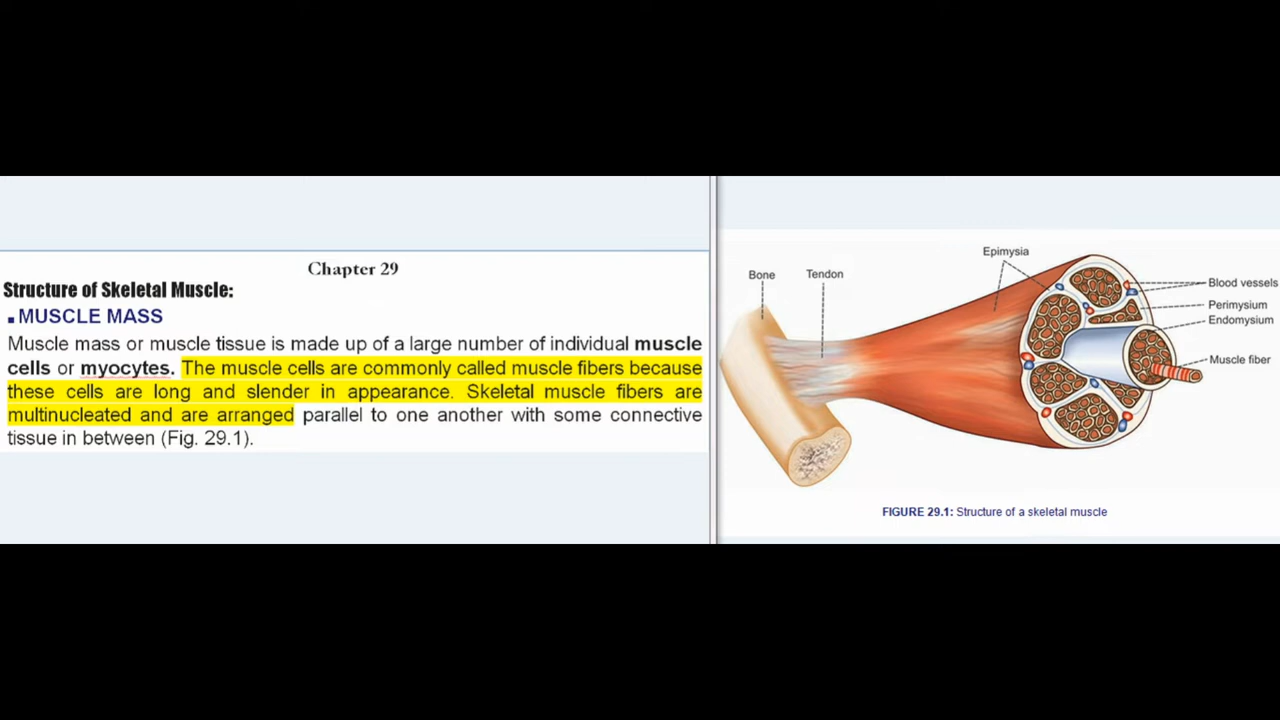 Chapter 29
Structure of Skeletal Muscle:
▪MUSCLE MASS
Muscle mass or muscle tissue is made up of a large number of individual muscle
cells or myocytes. The muscle cells are commonly called muscle fibers because
these cells are long and slender in appearance. Skeletal muscle fibers are
multinucleated and are arranged parallel to one another with some connective
tissue in between (Fig. 29.1).
Epimysia
Bone
Tendon
Blood vessels
Perimysium
Endomysium
Muscle fiber
FIGURE 29.1: Structure of a skeletal muscle